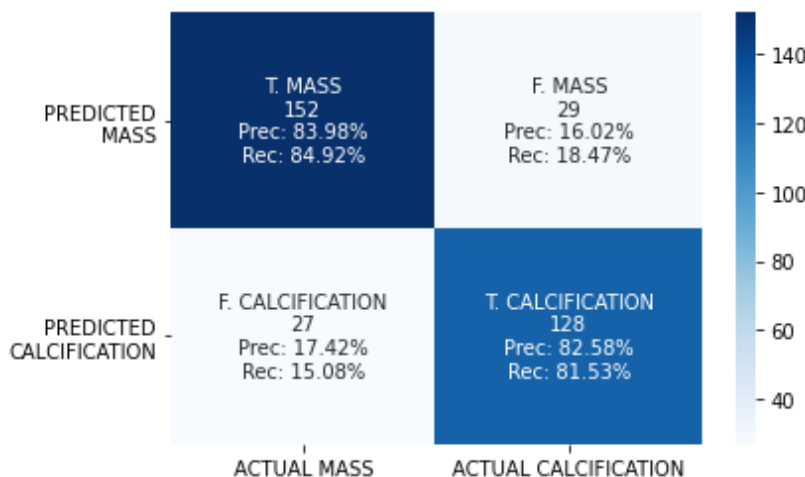 T. MASS
152
Prec: 83.98%
Rec: 84.92%
F. MASS
29
Prec: 16.02%
Rec: 18.47%
PREDICTED
MASS
F. CALCIFICATION
27
Prec: 17.42%
Rec: 15.08%
T. CALCIFICATION
128
Prec: 82.58%
Rec: 81.53%
PREDICTED
CALCIFICATION
ACTUAL MASS
ACTUAL CALCIFICATION
140
120
100
80
60
40